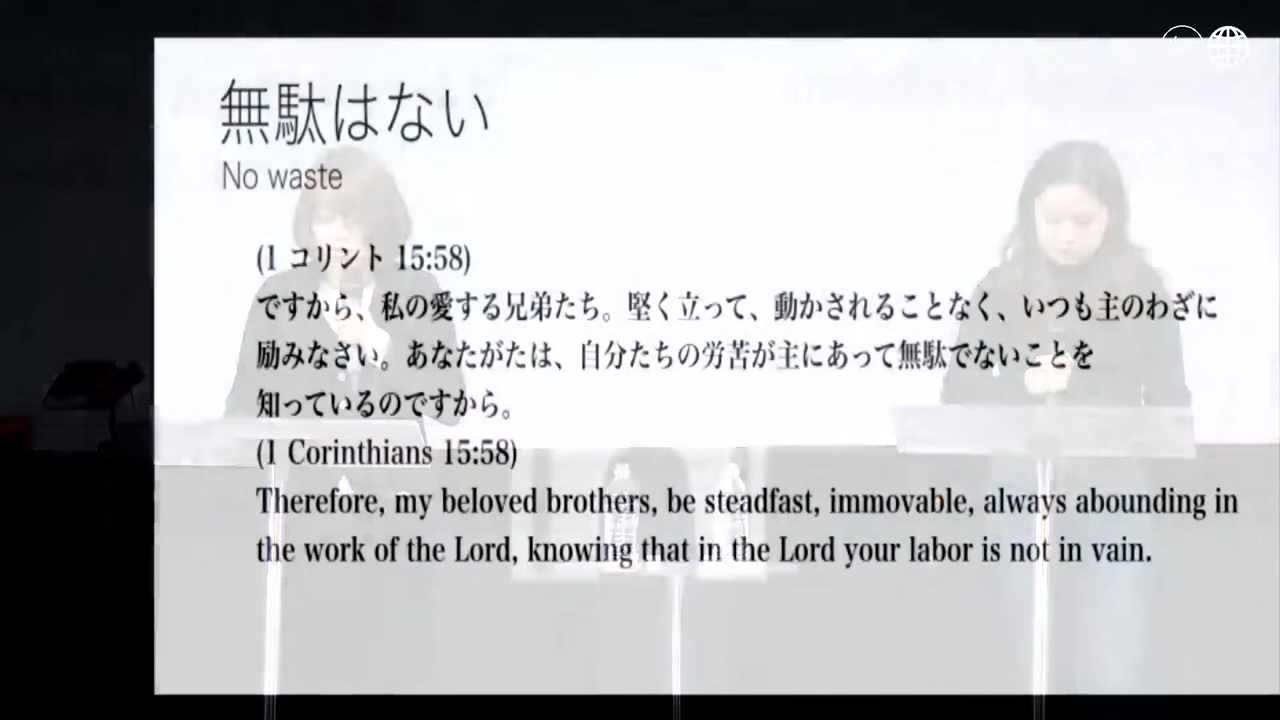 無駄はない
No waste
(1 コリント 15:58)
ですから、私の愛する兄弟たち。堅く立って、動かされることなく、いつも主のわざに
励みなさい。あなたがたは、自分たちの労苦が主にあって無駄でないことを
知っているのですから。
(1 Corinthians 15:58)
Therefore, my beloved brothers, be steadfast, immovable, always abounding in
the work of the Lord, knowing that in the Lord your labor is not in vain.